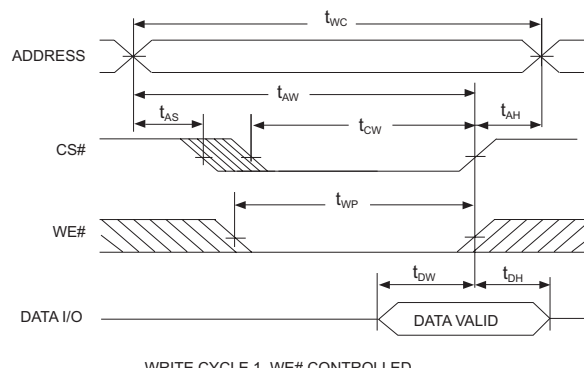 tWC
ADDRESS
tAW
tAS
tCW
tAH
CS#
tWP
WE#
tDW
tDH
DATA I/O
DATA VALID
WRITE CYCLE 1, WE# CONTROLLED